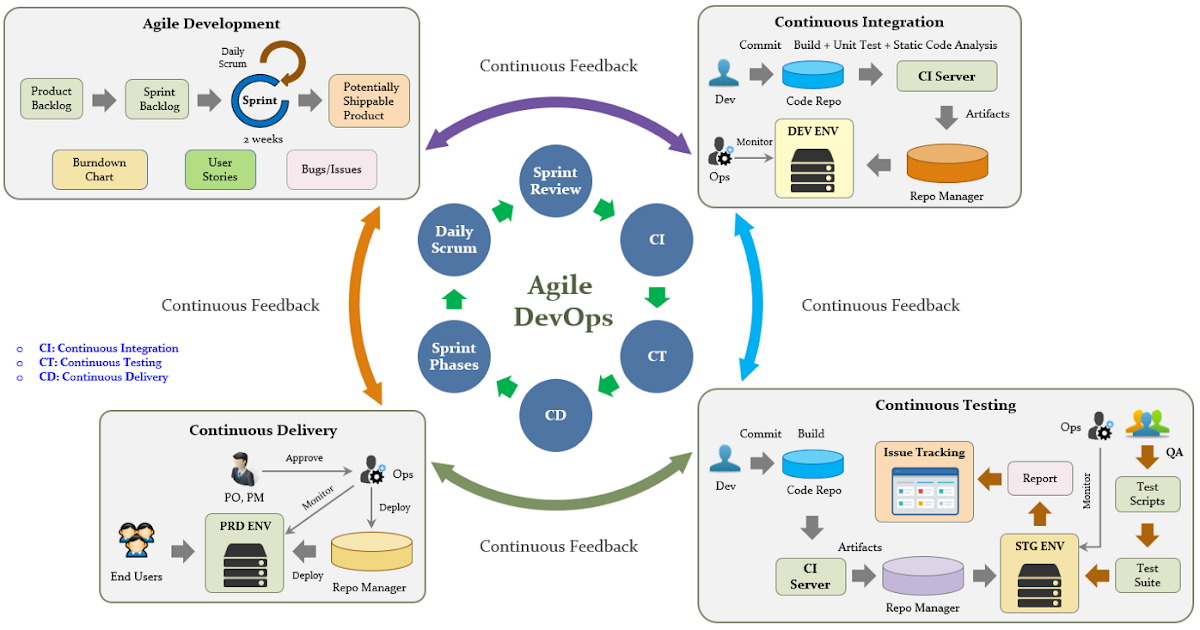 Agile Development
Daily
Scrum
Product
Backlog
Sprint
Backlog
Sprint
Potentially
Shippable
Product
2 weeks
Burndown
Chart
User
Stories
Bugs/Issues
Continuous Feedback
Continuous Integration
Commit
Build + Unit Test + Static Code Analysis
Dev
Code Repo
CI Server
Artifacts
DEV ENV
Monitor
Ops
Repo Manager
Sprint
Review
Daily
Scrum
CI
Agile
DevOps
Sprint
Phases
CT
CD
Continuous Feedback
Continuous Feedback
CI: Continuous Integration
CT: Continuous Testing
CD: Continuous Delivery
Continuous Delivery
Approve
PO, PM
Ops
Monitor
Deploy
PRD ENV
End Users
Deploy
Repo Manager
Continuous Feedback
Continuous Testing
Commit
Build
Dev
Code Repo
Issue Tracking
Ops
QA
Report
Monitor
Test
Scripts
Artifacts
CI
Server
Repo Manager
STG ENV
Test
Suite